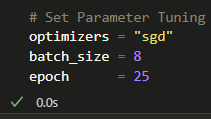 # Set Parameter Tuning
optimizers = "sgd"
batch_size = 8
epoch      = 25
✓ 0.0s